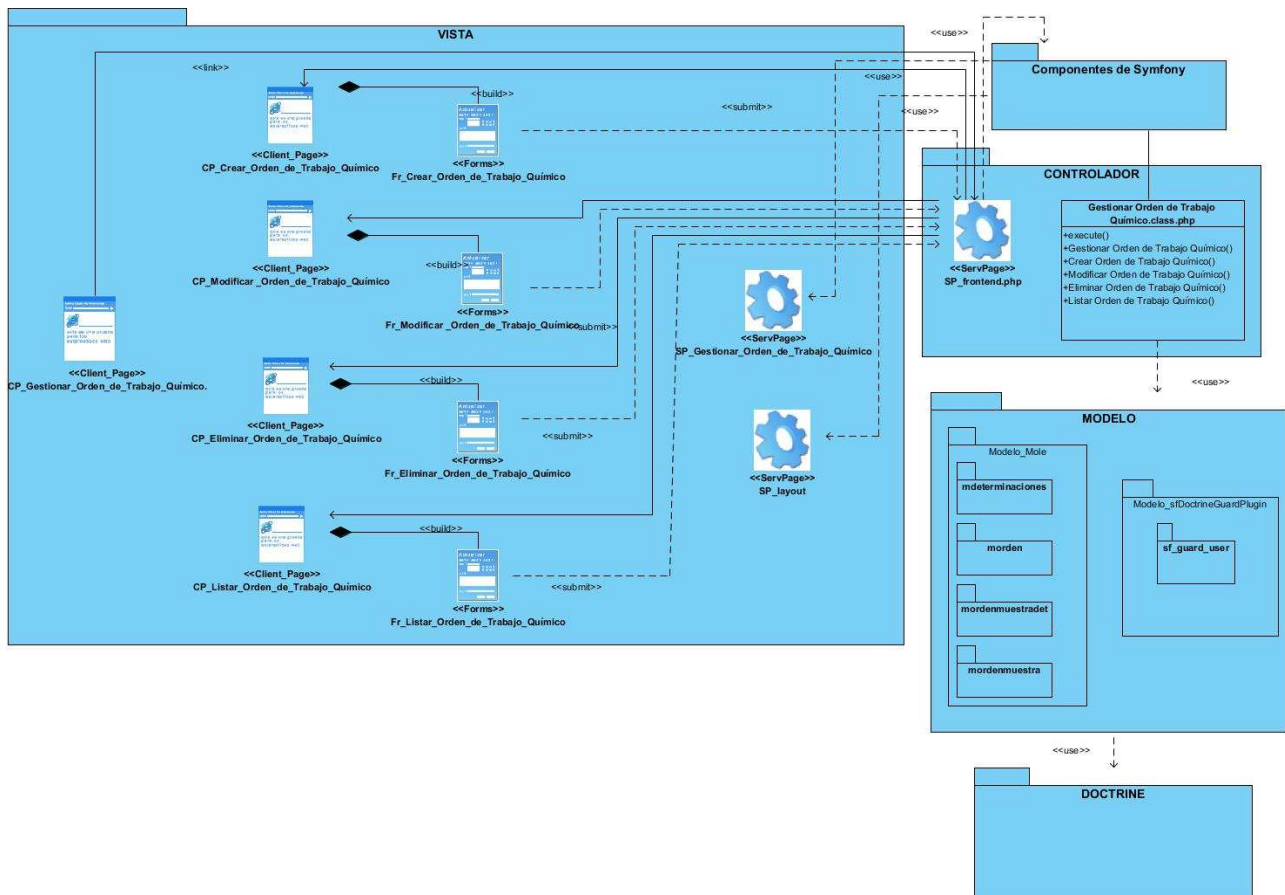 VISTA
<<link>>
<<build>>
<<Client_Page>>
CP_Crear_Orden_de_Trabajo_Químico
<<Forms>>
Fr_Crear_Orden_de_Trabajo_Químico
<<submit>>
<<Client_Page>>
CP_Modificar_Orden_de_Trabajo_Químico
<<build>>
<<Forms>>
Fr_Modificar _Orden_de_Trabajo_Químico
<<submit>>
<<Client_Page>>
CP_Gestionar_Orden_de_Trabajo_Químico.
<<Client_Page>>
CP_Eliminar_Orden_de_Trabajo_Químico
<<build>>
<<Forms>>
Fr_Eliminar_Orden_de_Trabajo_Químico
<<submit>>
<<Client_Page>>
CP_Listar_Orden_de_Trabajo_Químico
<<build>>
<<Forms>>
Fr_Listar_Orden_de_Trabajo_Químico
<<submit>>
<<ServPage>>
SP_Gestionar_Orden_de_Trabajo_Químico
<<ServPage>>
SP_layout
<<use>>
<<use>>
<<use>>
Componentes de Symfony
CONTROLADOR
<<ServPage>>
SP_frontend.php
Gestionar Orden de Trabajo
Químico.class.php
+execute()
+Gestionar Orden de Trabajo Químico()
+Crear Orden de Trabajo Químico()
+Modificar Orden de Trabajo Químico()
+Eliminar Orden de Trabajo Químico()
+Listar Orden de Trabajo Químico()
<<use>>
MODELO
Modelo_Mole
mdeterminaciones
morden
mordenmuestradet
mordenmuestra
Modelo_sfDoctrineGuardPlugin
sf_guard_user
<<use>>
DOCTRINE